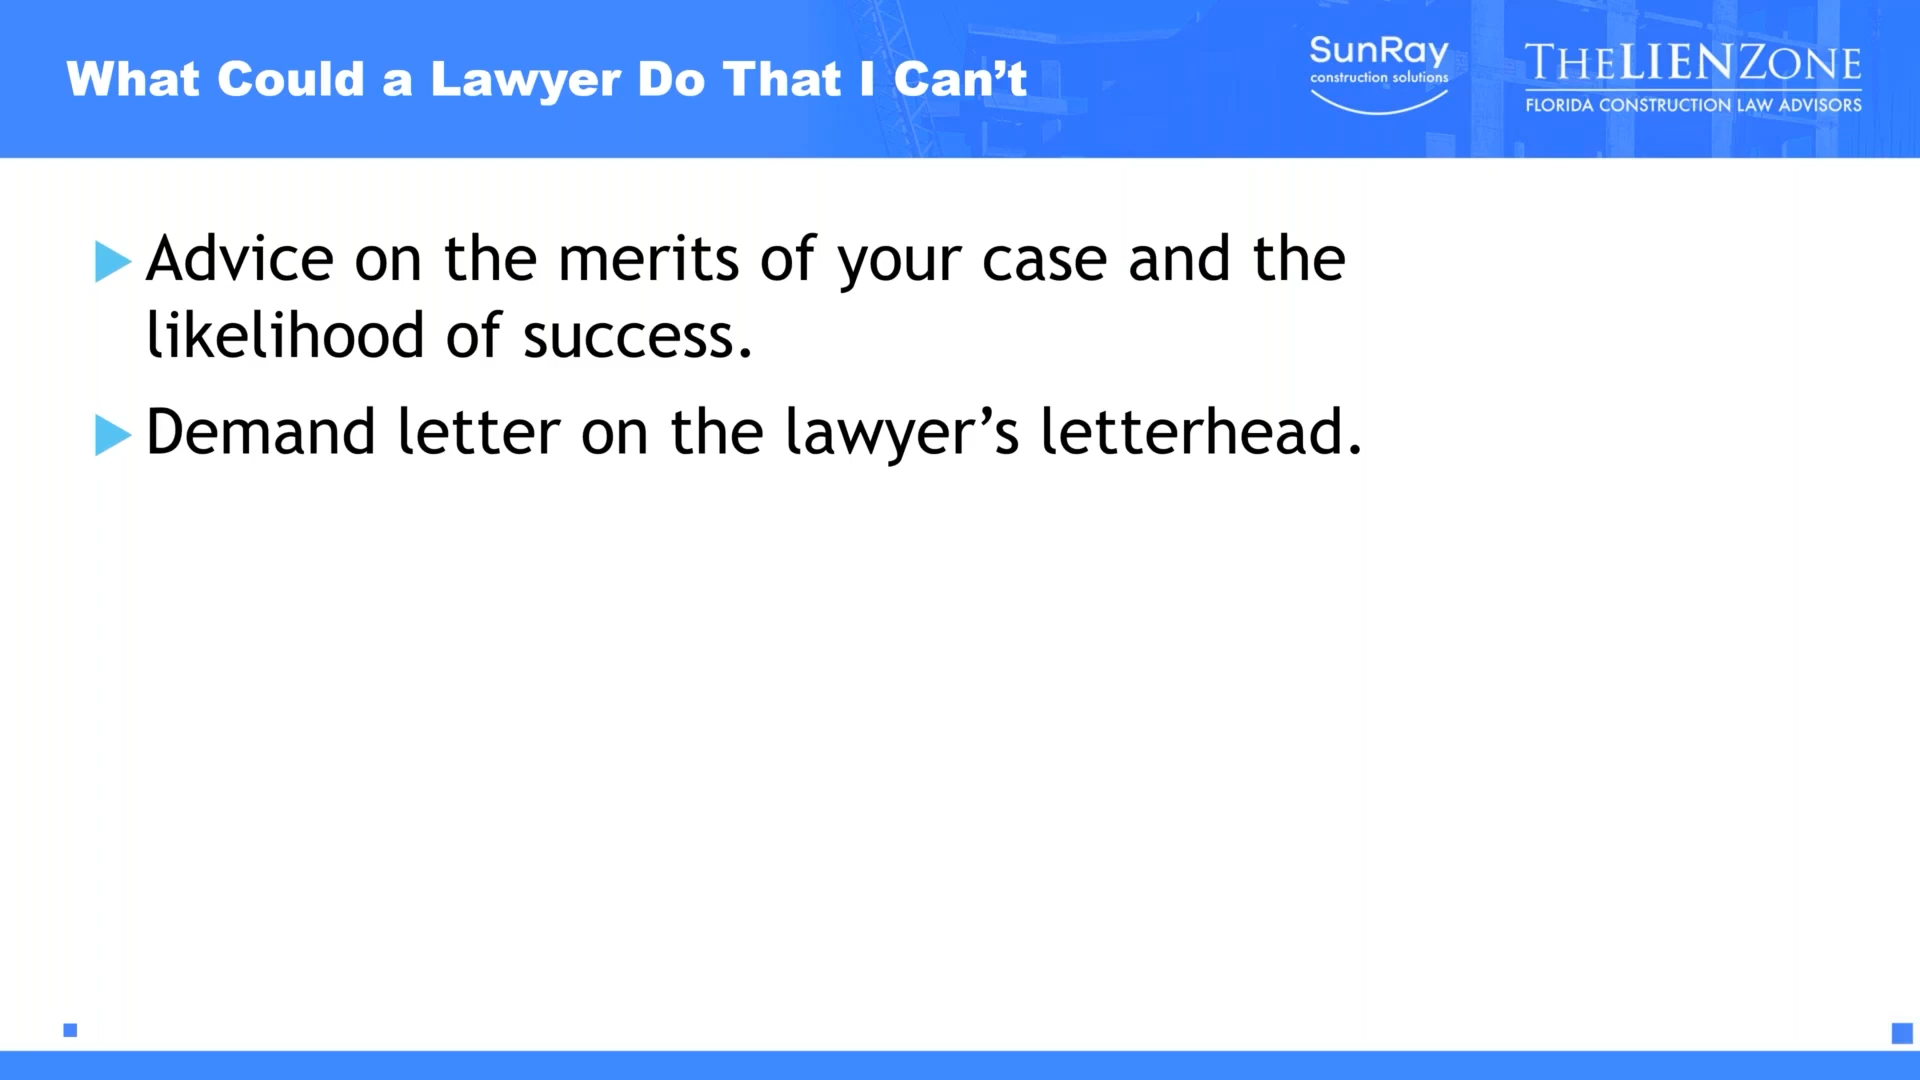 What Could a Lawyer Do That I Can’t
SunRay
construction solutions
THELIENZONE
FLORIDA CONSTRUCTION LAW ADVISORS
Advice on the merits of your case and the
likelihood of success.
Demand letter on the lawyer’s letterhead.